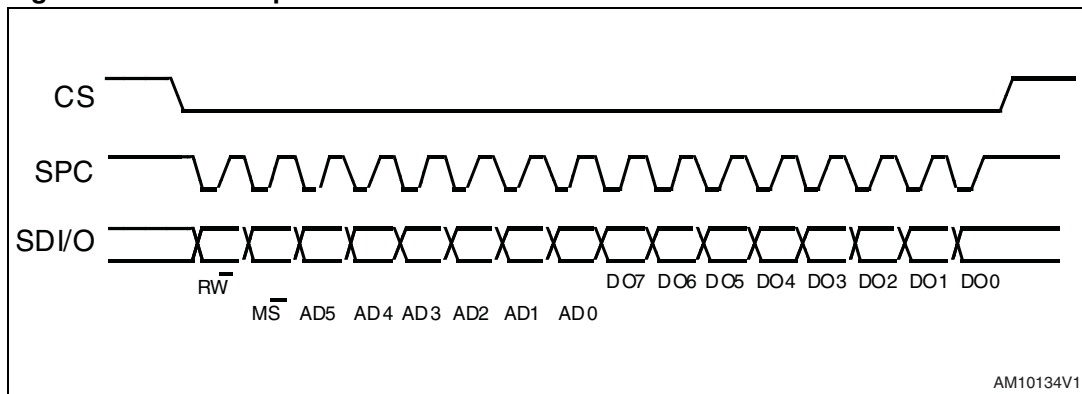 CS
SPC
SDI/O
RW̅
DO7 DO6 DO5 DO4 DO3 DO2 DO1 DO0
MS̅ AD5 AD4 AD3 AD2 AD1 AD0
AM10134V1